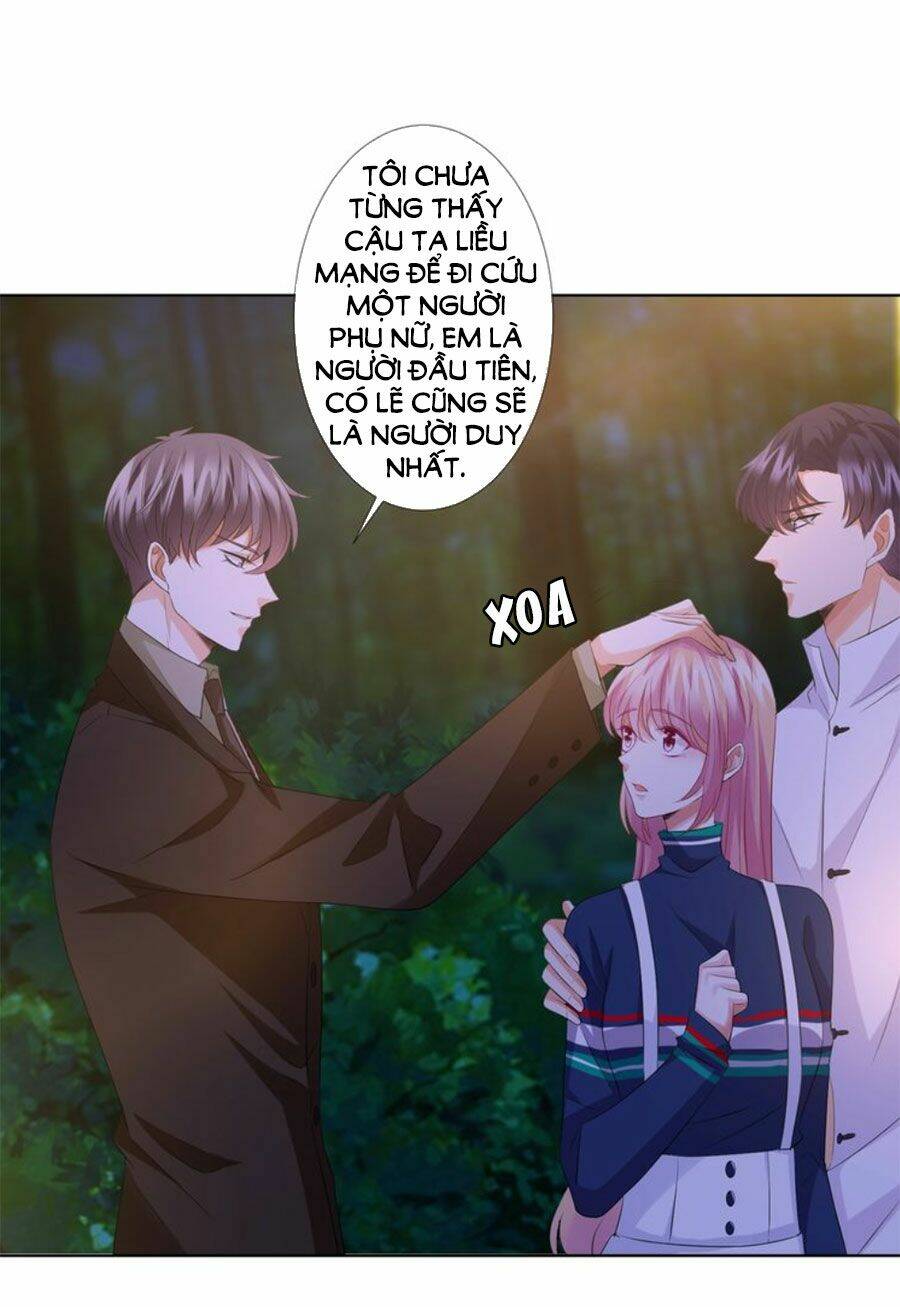 TÔI CHƯA
TỪNG THẤY
CẬU TA LIỀU
MẠNG ĐỂ ĐI CỨU
MỘT NGƯỜI
PHỤ NỮ, EM LÀ
NGƯỜI ĐẦU TIÊN,
CÓ LẼ CŨNG SẼ
LÀ NGƯỜI DUY
NHẤT.
XOA